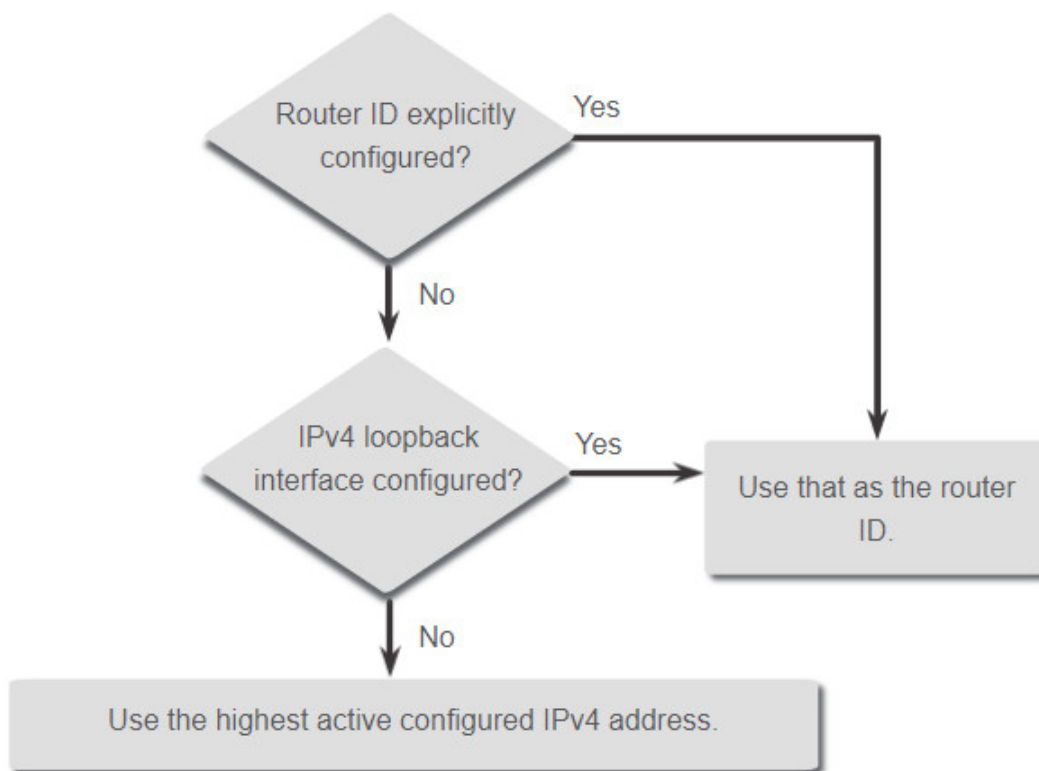 Router ID explicitly
configured?
Yes
No
IPv4 loopback
interface configured?
Yes
Use that as the router
ID.
No
Use the highest active configured IPv4 address.